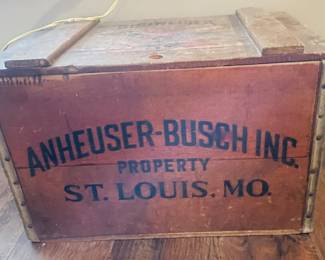 ANHEUSER-BUSCH INC.
PROPERTY
ST. LOUIS, MO.